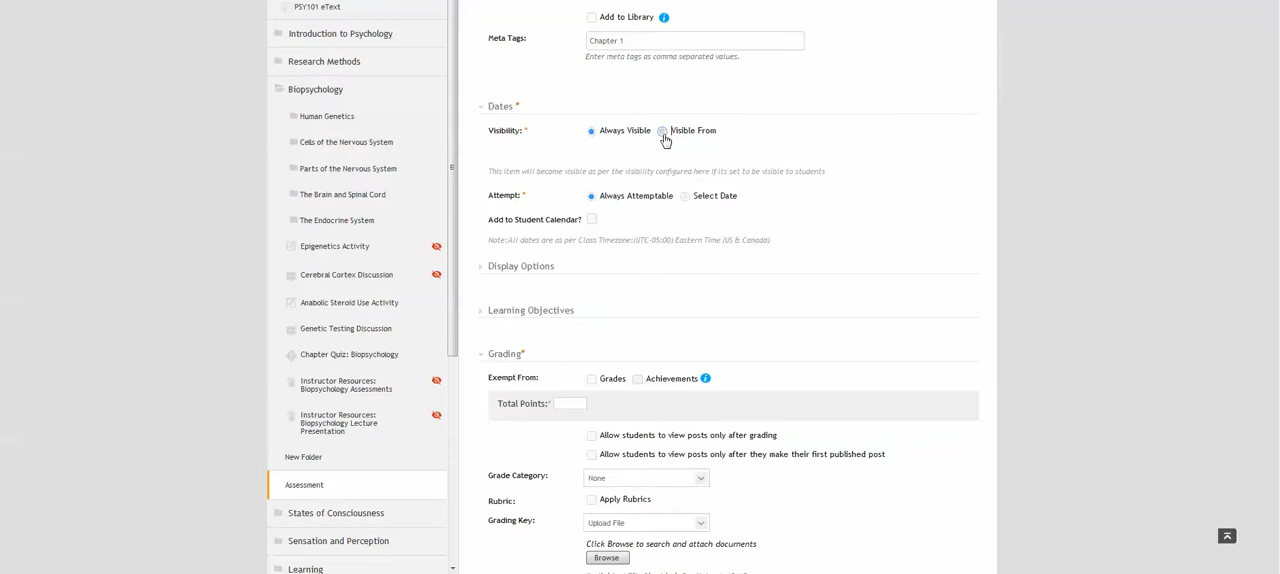 PSY101 eText
Introduction to Psychology
Research Methods
Biopsychology
Human Genetics
Cells of the Nervous System
Parts of the Nervous System
The Brain and Spinal Cord
The Endocrine System
Epigenetics Activity
Cerebral Cortex Discussion
Anabolic Steroid Use Activity
Genetic Testing Discussion
Chapter Quiz: Biopsychology
Instructor Resources:
Biopsychology Assessments
Instructor Resources:
Biopsychology Lecture
Presentation
New Folder
Assessment
States of Consciousness
Sensation and Perception
Learning
Add to Library
Meta Tags: Chapter 1
Enter meta tags as comma separated values.
Dates *
Visibility: * Always Visible Visible From
This item will become visible as per the visibility configured here if its set to be visible to students
Attempt: * Always Attemptable Select Date
Add to Student Calendar?
Note:All dates are as per Class Timezone:(UTC-05:00) Eastern Time (US & Canada)
Display Options
Learning Objectives
Grading*
Exempt From: Grades Achievements
Total Points:*
Allow students to view posts only after grading
Allow students to view posts only after they make their first published post
Grade Category: None
Rubric: Apply Rubrics
Grading Key: Upload File
Click Browse to search and attach documents
Browse